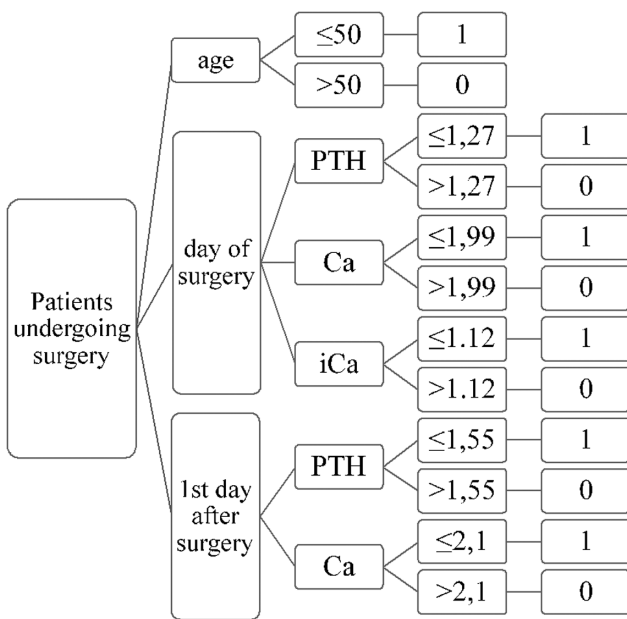 Patients
undergoing
surgery
age
≤50
1
>50
0
day of
surgery
PTH
≤1,27
1
>1,27
0
Ca
≤1,99
1
>1,99
0
iCa
≤1.12
1
>1.12
0
1st day
after
surgery
PTH
≤1,55
1
>1,55
0
Ca
≤2,1
1
>2,1
0